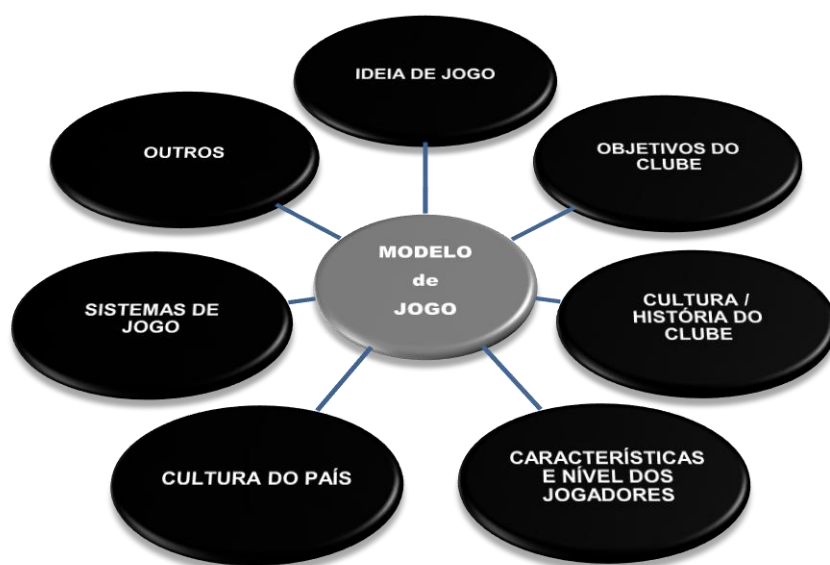 IDEIA DE JOGO
OBJETIVOS DO
CLUBE
CULTURA /
HISTÓRIA DO
CLUBE
CARACTERÍSTICAS
E NÍVEL DOS
JOGADORES
CULTURA DO PAÍS
SISTEMAS DE
JOGO
OUTROS
MODELO
de
JOGO